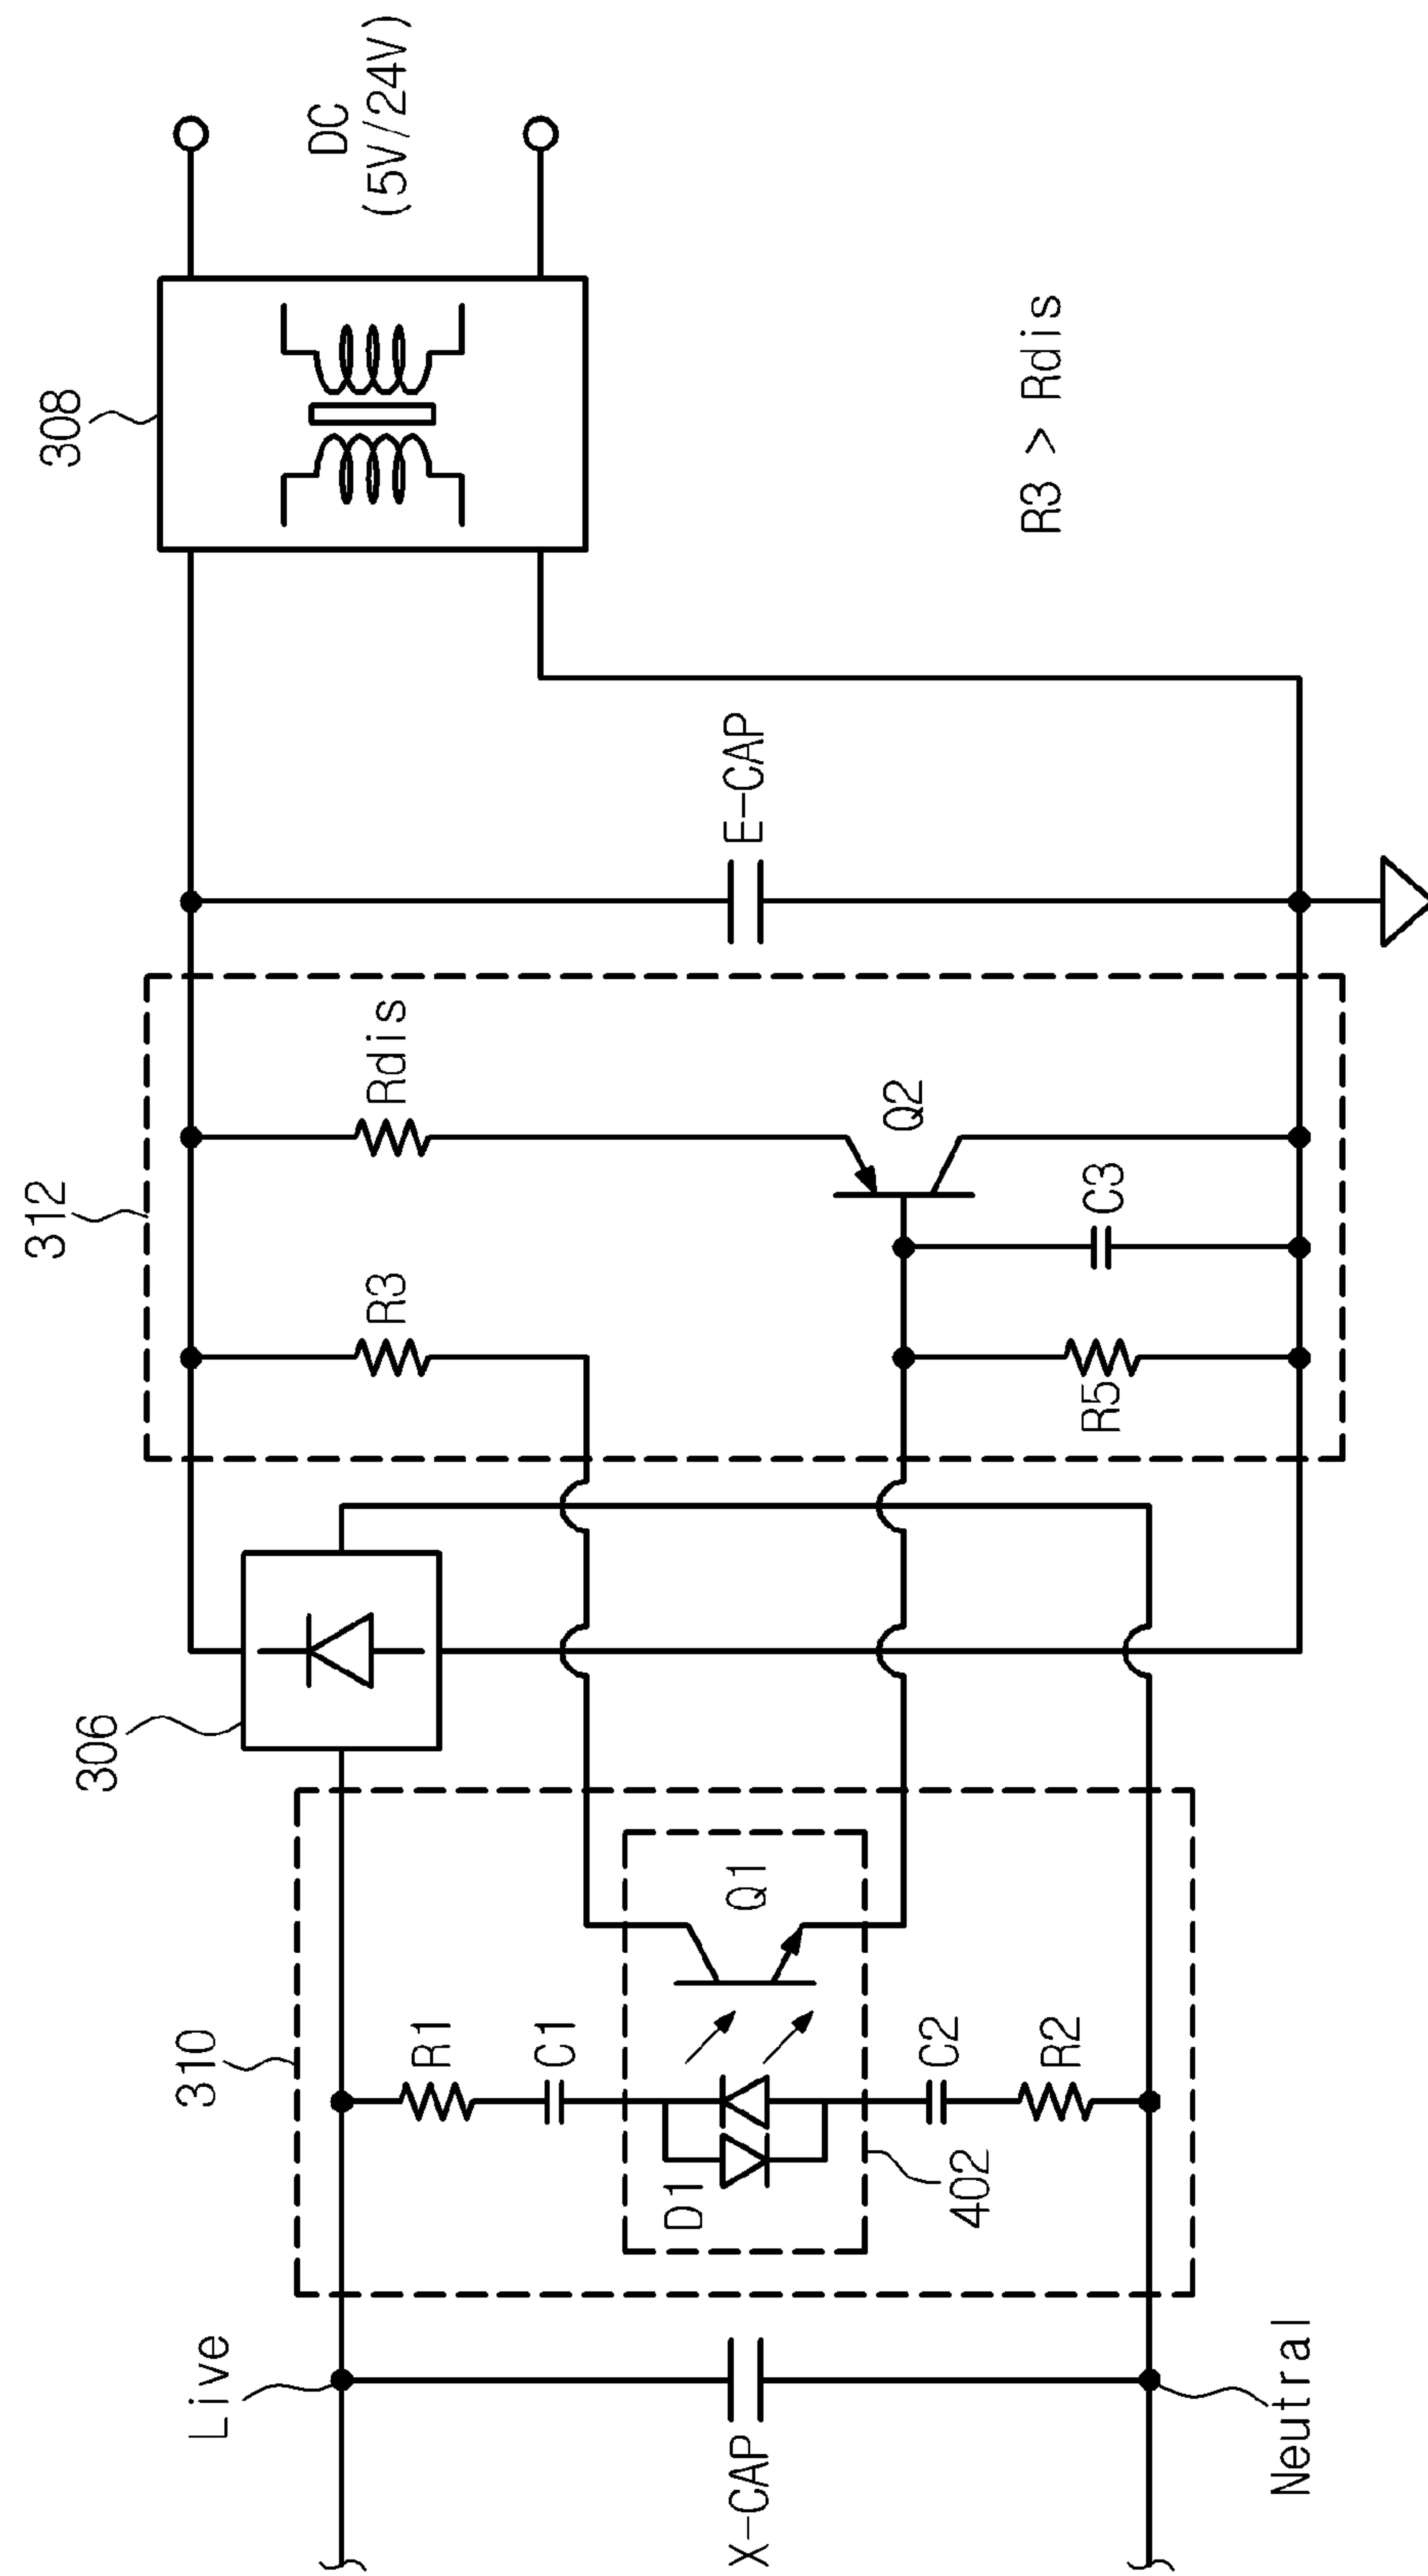 312
308
310
306
Live
R1
C1
D1
Q1
402
C2
R2
X-CAP
Neutral
R3
Rdis
Q2
R5
C3
E-CAP
DC
(5V/24V)
R3 > Rdis